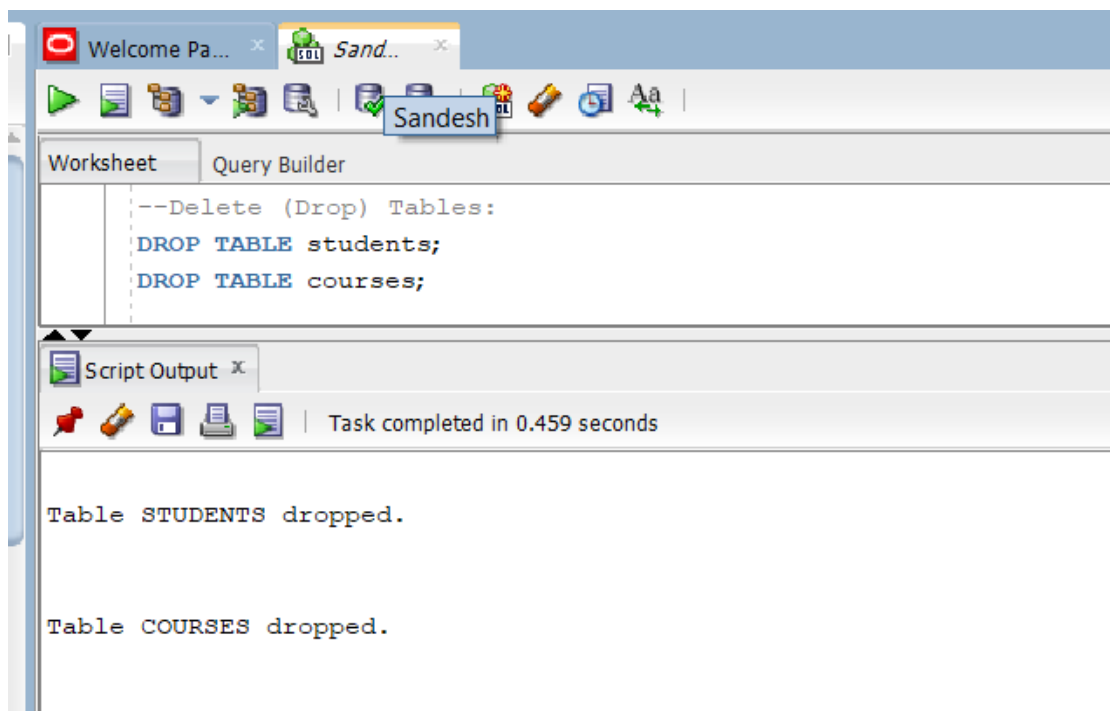 Welcome Pa...
Sand...
Sandesh
Worksheet
Query Builder
--Delete (Drop) Tables:
DROP TABLE students;
DROP TABLE courses;
Script Output
Task completed in 0.459 seconds
Table STUDENTS dropped.
Table COURSES dropped.